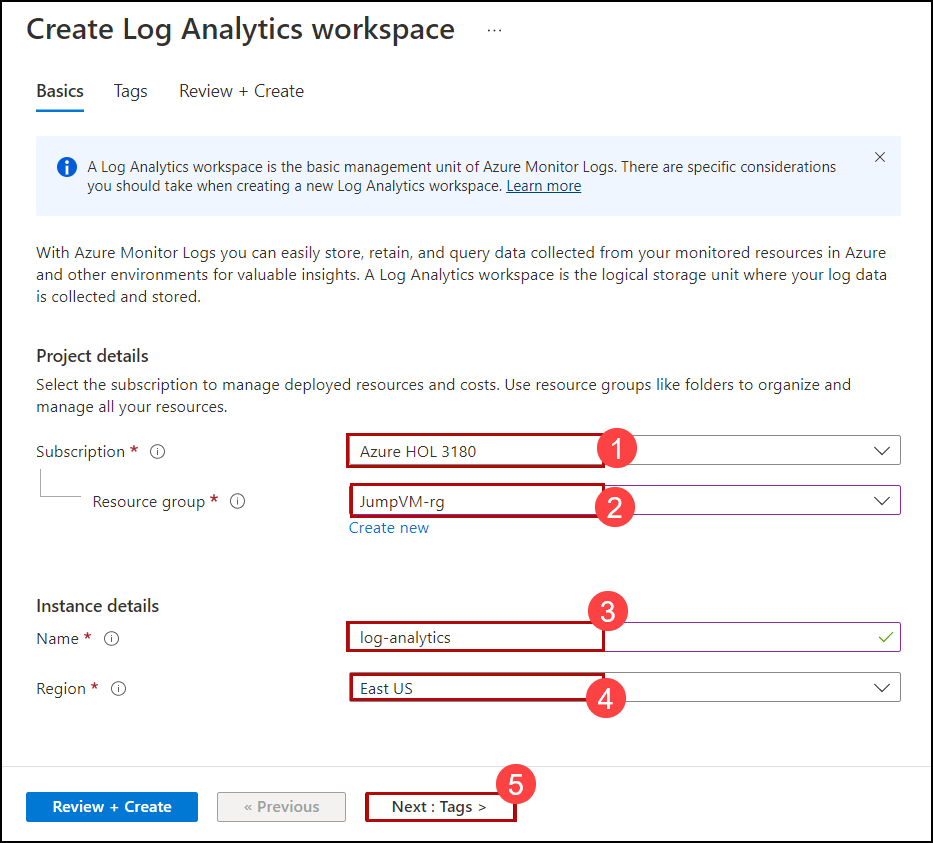 Create Log Analytics workspace ...
Basics Tags Review + Create
A Log Analytics workspace is the basic management unit of Azure Monitor Logs. There are specific considerations
you should take when creating a new Log Analytics workspace. Learn more
With Azure Monitor Logs you can easily store, retain, and query data collected from your monitored resources in Azure
and other environments for valuable insights. A Log Analytics workspace is the logical storage unit where your log data
is collected and stored.
Project details
Select the subscription to manage deployed resources and costs. Use resource groups like folders to organize and
manage all your resources.
Subscription * Azure HOL 3180 1
Resource group * JumpVM-rg 2
Create new
Instance details
3
Name * log-analytics
Region * East US 4
5
Review + Create « Previous Next : Tags >